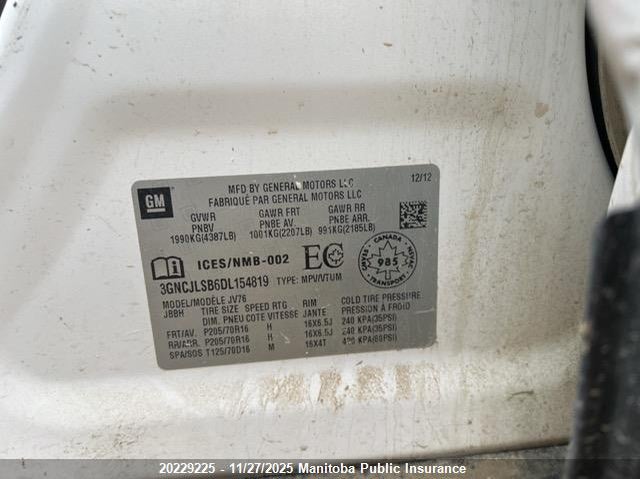 GM
MFD BY GENERAL MOTORS LLC
FABRIQUÉ PAR GENERAL MOTORS LLC
12/12
GVWR GAWR FRT GAWR RR
PNBV PNBE AV. PNBE ARR.
1990KG(4387LB) 1001KG(2207LB) 991KG(2185LB)
ICES/NMB-002 EC
CANADA 985 TRANSPORT
3GNCJLSB6DL154819 TYPE: MPV/VTUM
MODEL/MODÈLE JV76
JBBH TIRE SIZE SPEED RTG RIM COLD TIRE PRESSURE
DIM. PNEU COTE VITESSE JANTE PRESSION À FROID
FRT/AV. P205/70R16 H 16X6.5J 240 KPA(35PSI)
RR/ARR. P205/70R16 H 16X6.5J 240 KPA(35PSI)
SPA/SOS T125/70D16 M 16X4T 420 KPA(60PSI)
20229225 - 11/27/2025 Manitoba Public Insurance